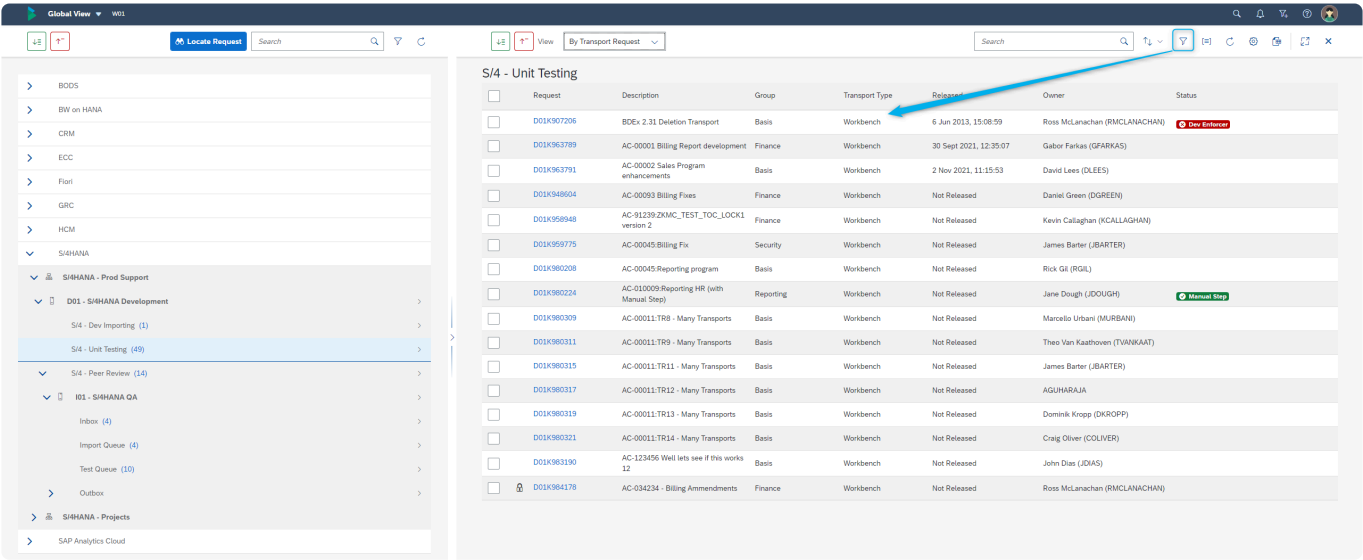 Global View W01
Locate Request Search View By Transport Request Search
BODS
BW on HANA
CRM
ECC
Fiori
GRC
HCM
S/4HANA
S/4HANA - Prod Support
D01 - S/4HANA Development
S/4 - Dev Importing (1)
S/4 - Unit Testing (49)
S/4 - Peer Review (14)
I01 - S/4HANA QA
Inbox (4)
Import Queue (4)
Test Queue (10)
Outbox
S/4HANA - Projects
SAP Analytics Cloud
S/4 - Unit Testing
Request Description Group Transport Type Released Owner Status
D01K907206 BDEx 2.31 Deletion Transport Basis Workbench 6 Jun 2013, 15:08:59 Ross McLanachan (RMCLANACHAN) Dev Enforcer
D01K963789 AC-00001 Billing Report development Finance Workbench 30 Sept 2021, 12:35:07 Gabor Farkas (GFARKAS)
D01K963791 AC-00002 Sales Program enhancements Basis Workbench 2 Nov 2021, 11:15:53 David Lees (DLEES)
D01K948604 AC-00093 Billing Fixes Finance Workbench Not Released Daniel Green (DGREEN)
D01K958948 AC-91239:ZKMC_TEST_TOC_LOCK1 version 2 Finance Workbench Not Released Kevin Callaghan (KCALLAGHAN)
D01K959775 AC-00045:Billing Fix Security Workbench Not Released James Barter (JBARTER)
D01K980208 AC-00045:Reporting program Basis Workbench Not Released Rick Gil (RGIL)
D01K980224 AC-010009:Reporting HR (with Manual Step) Reporting Workbench Not Released Jane Dough (JDOUGH) Manual Step
D01K980309 AC-00011:TR8 - Many Transports Basis Workbench Not Released Marcello Urbani (MURBANI)
D01K980311 AC-00011:TR9 - Many Transports Basis Workbench Not Released Theo Van Kaathoven (TVANKAAT)
D01K980315 AC-00011:TR11 - Many Transports Basis Workbench Not Released James Barter (JBARTER)
D01K980317 AC-00011:TR12 - Many Transports Basis Workbench Not Released AGUHARAJA
D01K980319 AC-00011:TR13 - Many Transports Basis Workbench Not Released Dominik Kropp (DKROPP)
D01K980321 AC-00011:TR14 - Many Transports Basis Workbench Not Released Craig Oliver (COLIVER)
D01K983190 AC-123456 Well lets see if this works 12 Basis Workbench Not Released John Dias (JDIAS)
D01K984178 AC-034234 - Billing Ammendments Finance Workbench Not Released Ross McLanachan (RMCLANACHAN)